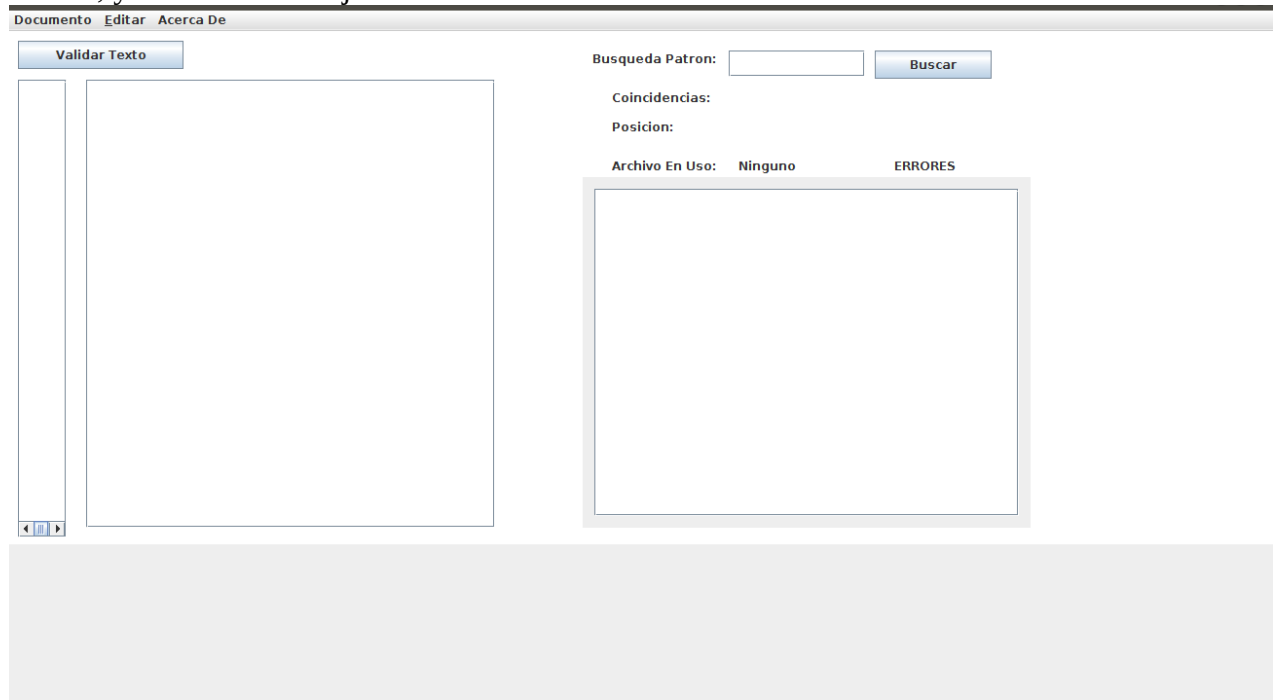 Documento Editar Acerca De
Validar Texto
Busqueda Patron:
Buscar
Coincidencias:
Posicion:
Archivo En Uso: Ninguno ERRORES